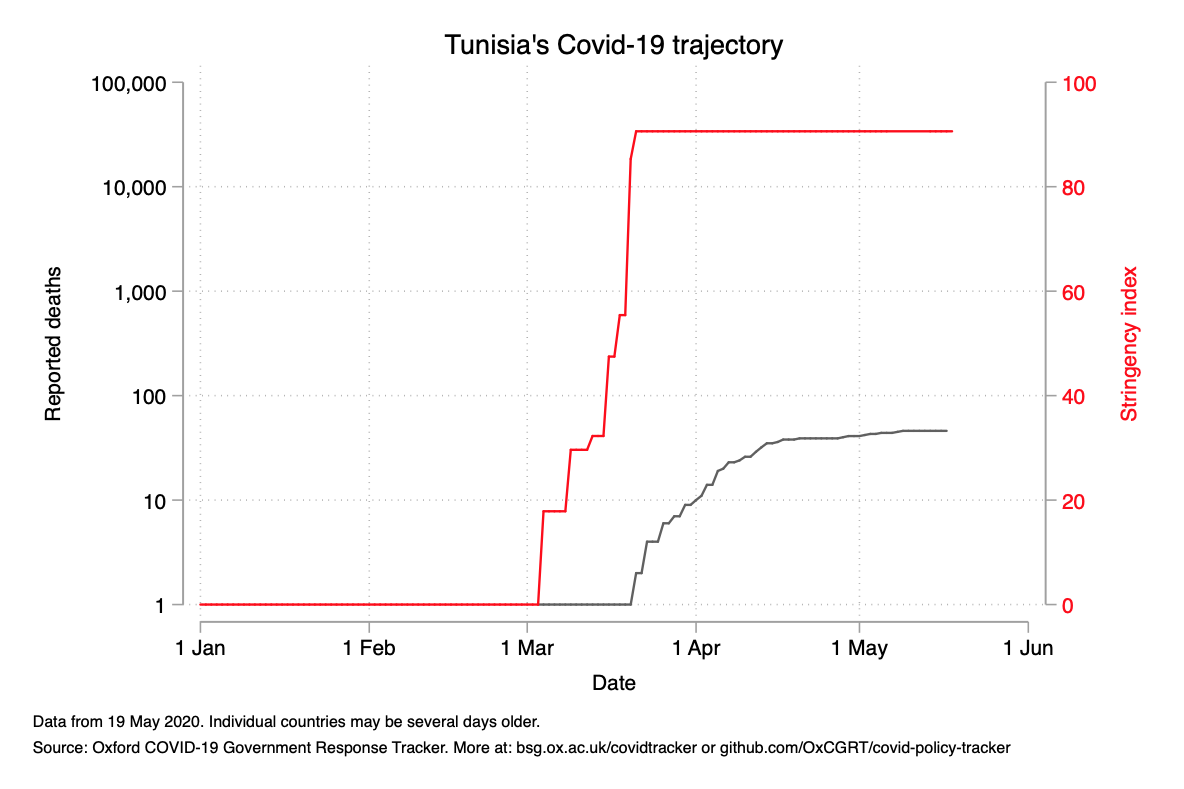 Tunisia's Covid-19 trajectory
100,000
10,000
1,000
100
10
1
Reported deaths
100
80
60
40
20
0
Stringency index
1 Jan
1 Feb
1 Mar
1 Apr
1 May
1 Jun
Date
Data from 19 May 2020. Individual countries may be several days older.
Source: Oxford COVID-19 Government Response Tracker. More at: bsg.ox.ac.uk/covidtracker or github.com/OxCGRT/covid-policy-tracker